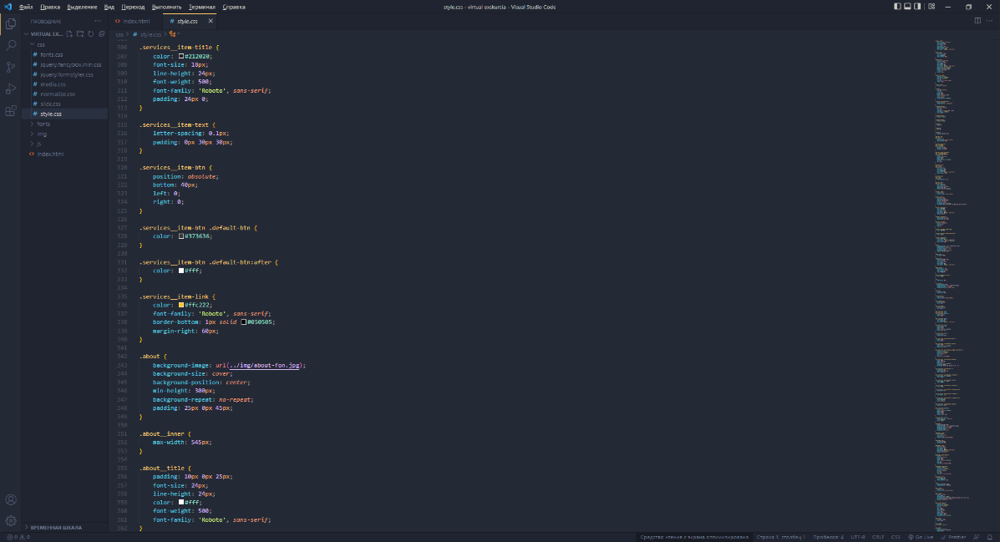 Файл Правка Выделение Вид Переход Выполнить Терминал Справка
style.css - virtual exskursia - Visual Studio Code
ПРОВОДНИК ···
index.html
# style.css ×
VIRTUAL EX...
css > # style.css >
css
# fonts.css
# jquery.fancybox.min.css
# jquery.formstyler.css
# media.css
# normalize.css
# slick.css
# style.css
fonts
img
js
index.html
306 .services__item-title {
307 color: #212020;
308 font-size: 18px;
309 line-height: 24px;
310 font-weight: 500;
311 font-family: 'Roboto', sans-serif;
312 padding: 24px 0;
313 }
314
315 .services__item-text {
316 letter-spacing: 0.1px;
317 padding: 0px 30px 30px;
318 }
319
320 .services__item-btn {
321 position: absolute;
322 bottom: 40px;
323 left: 0;
324 right: 0;
325 }
326
327 .services__item-btn .default-btn {
328 color: #373636;
329 }
330
331 .services__item-btn .default-btn:after {
332 color: #fff;
333 }
334
335 .services__item-link {
336 color: #ffc222;
337 font-family: 'Roboto', sans-serif;
338 border-bottom: 1px solid #050505;
339 margin-right: 60px;
340 }
341
342 .about {
343 background-image: url(../img/about-fon.jpg);
344 background-size: cover;
345 background-position: center;
346 min-height: 300px;
347 background-repeat: no-repeat;
348 padding: 25px 0px 45px;
349 }
350
351 .about__inner {
352 max-width: 545px;
353 }
354
355 .about__title {
356 padding: 10px 0px 25px;
357 font-size: 24px;
358 line-height: 24px;
359 color: #fff;
360 font-weight: 500;
361 font-family: 'Roboto', sans-serif;
362 }
ВРЕМЕННАЯ ШКАЛА
0 0
Средство чтения с экрана оптимизировано Строка 1, столбец 1 Пробелов: 4 UTF-8 CRLF CSS Go Live Prettier